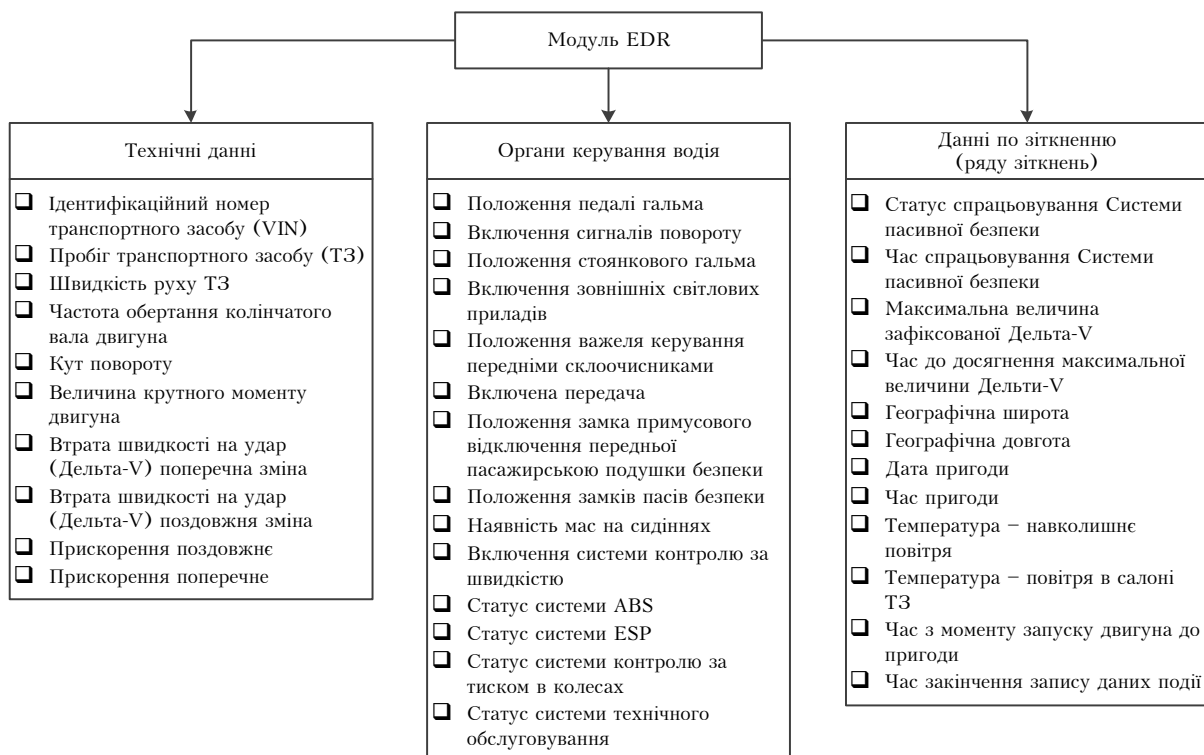 Модуль EDR
Технічні данні
Ідентифікаційний номер
транспортного засобу (VIN)
Пробіг транспортного засобу (ТЗ)
Швидкість руху ТЗ
Частота обертання колінчатого
вала двигуна
Кут повороту
Величина крутного моменту
двигуна
Втрата швидкості на удар
(Дельта-V) поперечна зміна
Втрата швидкості на удар
(Дельта-V) поздовжня зміна
Прискорення поздовжнє
Прискорення поперечне
Органи керування водія
Положення педалі гальма
Включення сигналів повороту
Положення стоянкового гальма
Включення зовнішніх світлових
приладів
Положення важеля керування
передніми склоочисниками
Включена передача
Положення замка примусового
відключення передньої
пасажирською подушки безпеки
Положення замків пасів безпеки
Наявність мас на сидіннях
Включення системи контролю за
швидкістю
Статус системи ABS
Статус системи ESP
Статус системи контролю за
тиском в колесах
Статус системи технічного
обслуговування
Данні по зіткненню
(ряду зіткнень)
Статус спрацьовування Системи
пасивної безпеки
Час спрацьовування Системи
пасивної безпеки
Максимальна величина
зафіксованої Дельта-V
Час до досягнення максимальної
величини Дельти-V
Географічна широта
Географічна довгота
Дата пригоди
Час пригоди
Температура – навколишнє
повітря
Температура – повітря в салоні
ТЗ
Час з моменту запуску двигуна до
пригоди
Час закінчення запису даних події